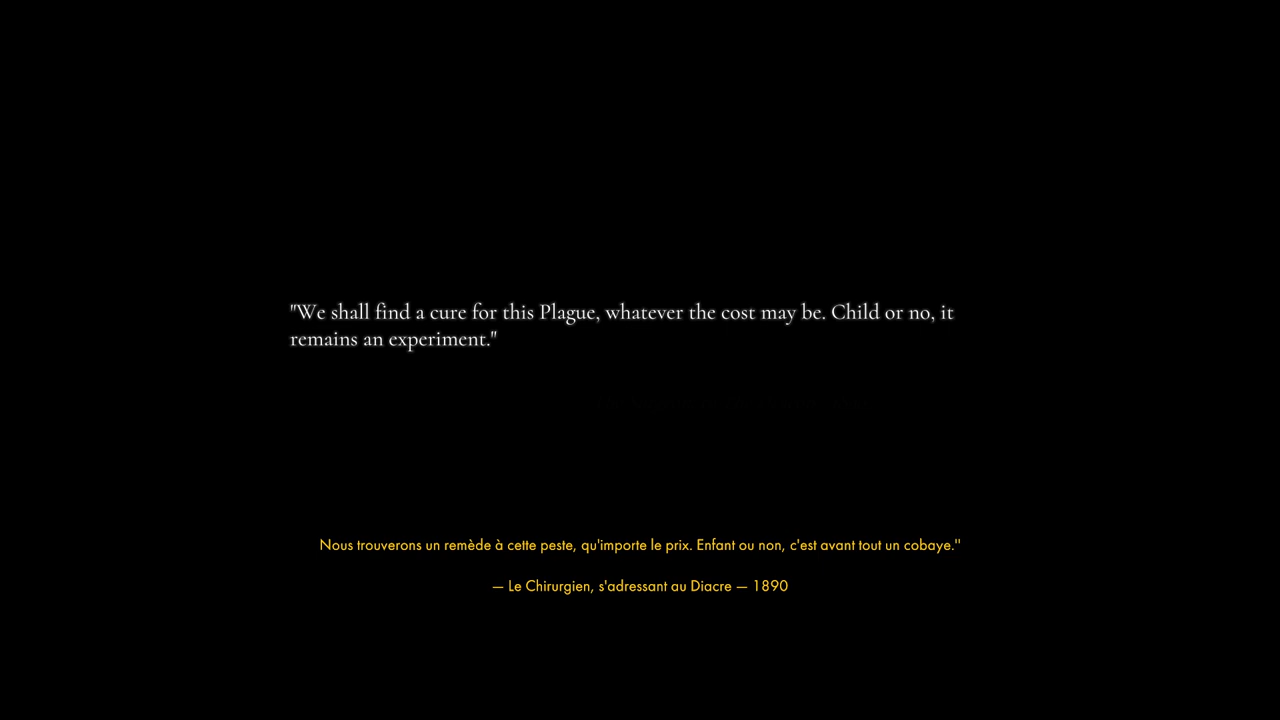 "We shall find a cure for this Plague, whatever the cost may be. Child or no, it
remains an experiment."
Nous trouverons un remède à cette peste, qu'importe le prix. Enfant ou non, c'est avant tout un cobaye."
— Le Chirurgien, s'adressant au Diacre — 1890